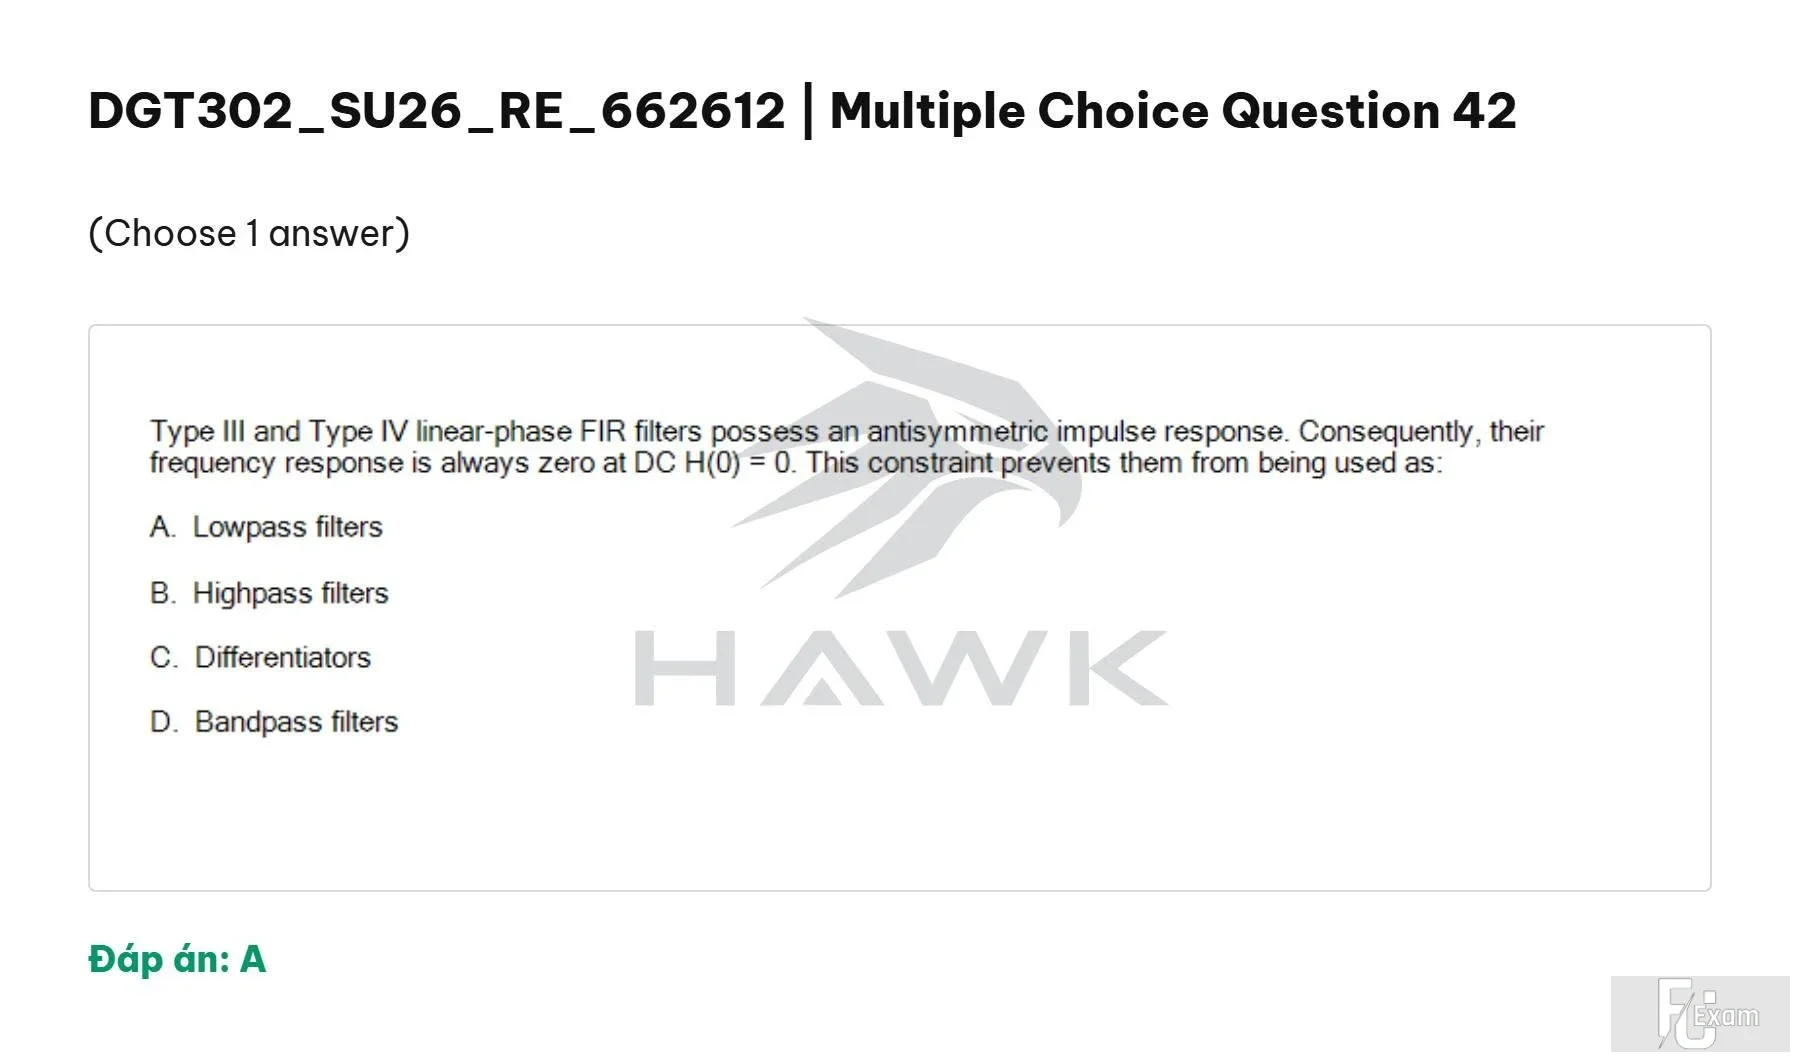 DGT302_SU26_RE_662612 | Multiple Choice Question 42
(Choose 1 answer)
Type III and Type IV linear-phase FIR filters possess an antisymmetric impulse response. Consequently, their
frequency response is always zero at DC H(0) = 0. This constraint prevents them from being used as:
A. Lowpass filters
B. Highpass filters
C. Differentiators
D. Bandpass filters
HAWK
Đáp án: A
FC Exam